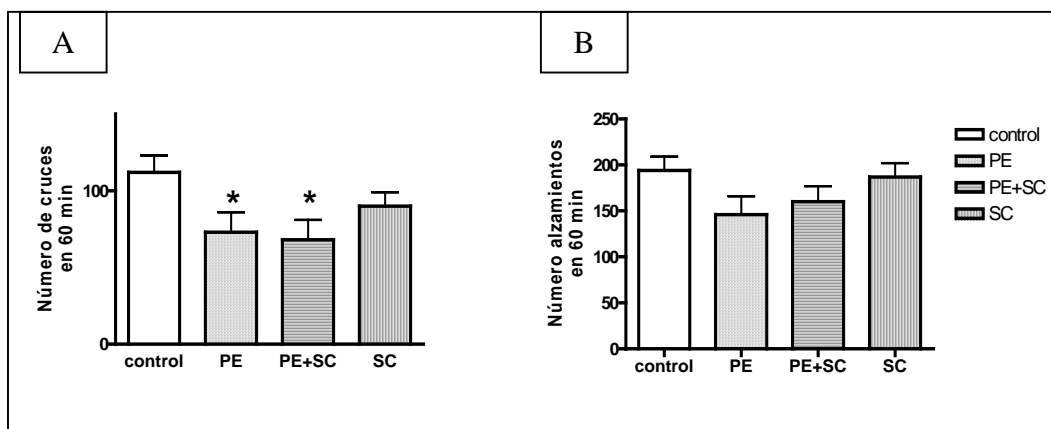 A
Número de cruces
en 60 min
100
0
*
*
control
PE
PE+SC
SC
B
Número alzamientos
en 60 min
250
200
150
100
50
0
control
PE
PE+SC
SC
control
PE
PE+SC
SC